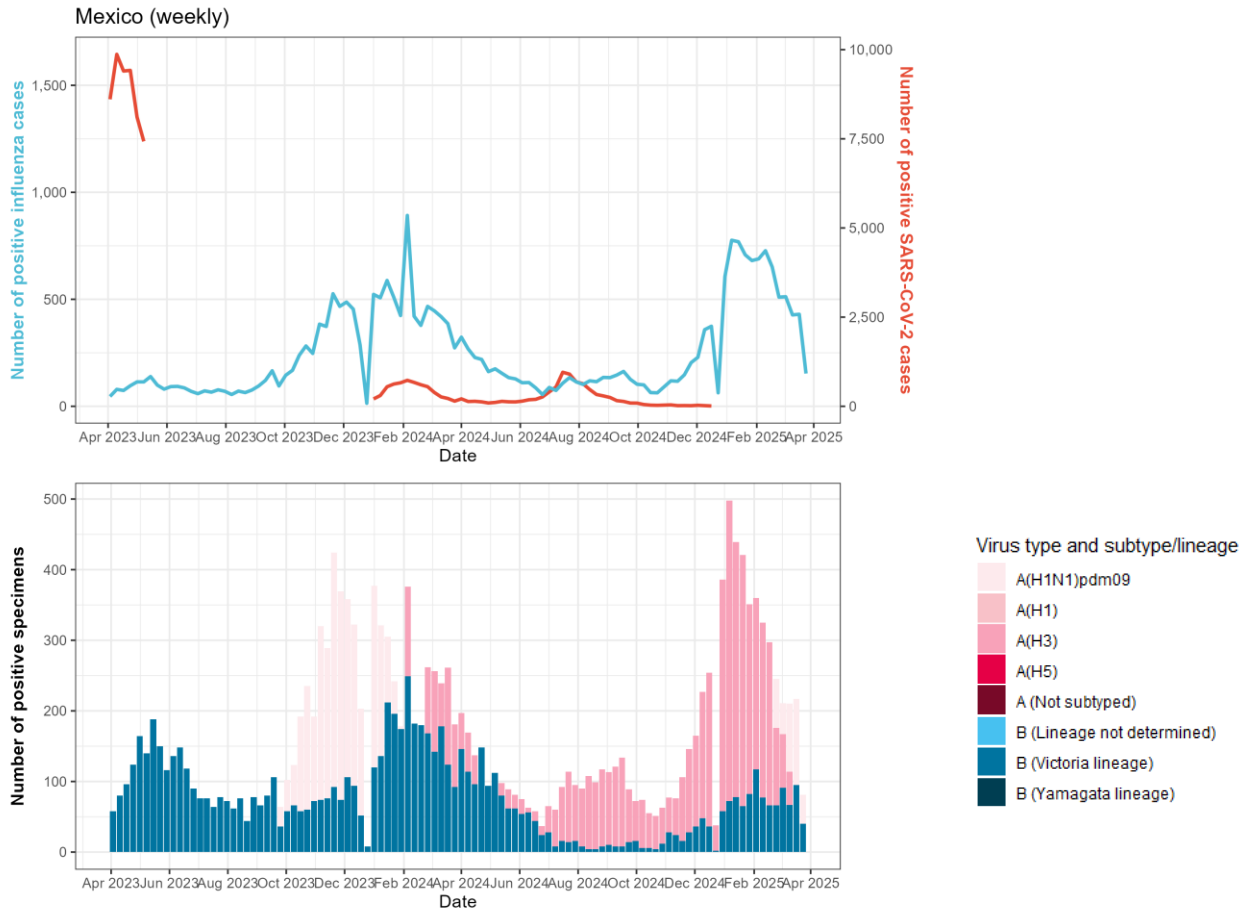 Mexico (weekly)
Number of positive influenza cases
1,500
1,000
500
0
10,000
7,500
5,000
2,500
0
Number of positive SARS-CoV-2 cases
Apr 2023 Jun 2023 Aug 2023 Oct 2023 Dec 2023 Feb 2024 Apr 2024 Jun 2024 Aug 2024 Oct 2024 Dec 2024 Feb 2025 Apr 2025
Date
Number of positive specimens
500
400
300
200
100
0
Apr 2023 Jun 2023 Aug 2023 Oct 2023 Dec 2023 Feb 2024 Apr 2024 Jun 2024 Aug 2024 Oct 2024 Dec 2024 Feb 2025 Apr 2025
Date
Virus type and subtype/lineage
A(H1N1)pdm09
A(H1)
A(H3)
A(H5)
A (Not subtyped)
B (Lineage not determined)
B (Victoria lineage)
B (Yamagata lineage)